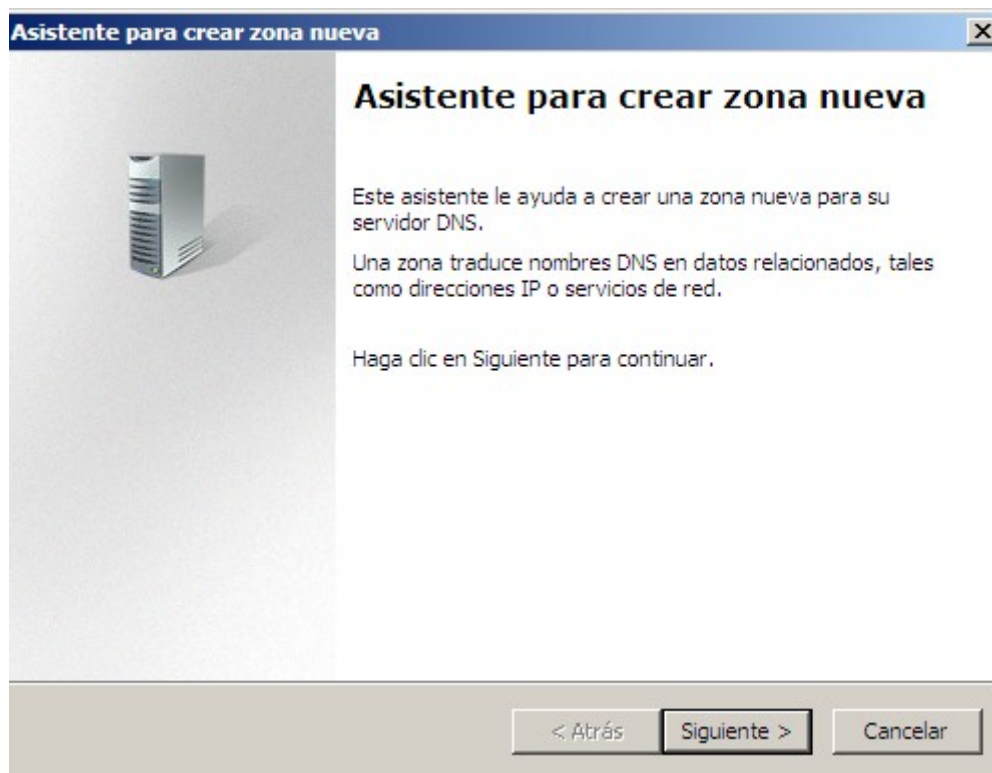 Asistente para crear zona nueva
Asistente para crear zona nueva
Este asistente le ayuda a crear una zona nueva para su
servidor DNS.
Una zona traduce nombres DNS en datos relacionados, tales
como direcciones IP o servicios de red.
Haga clic en Siguiente para continuar.
< Atrás Siguiente > Cancelar